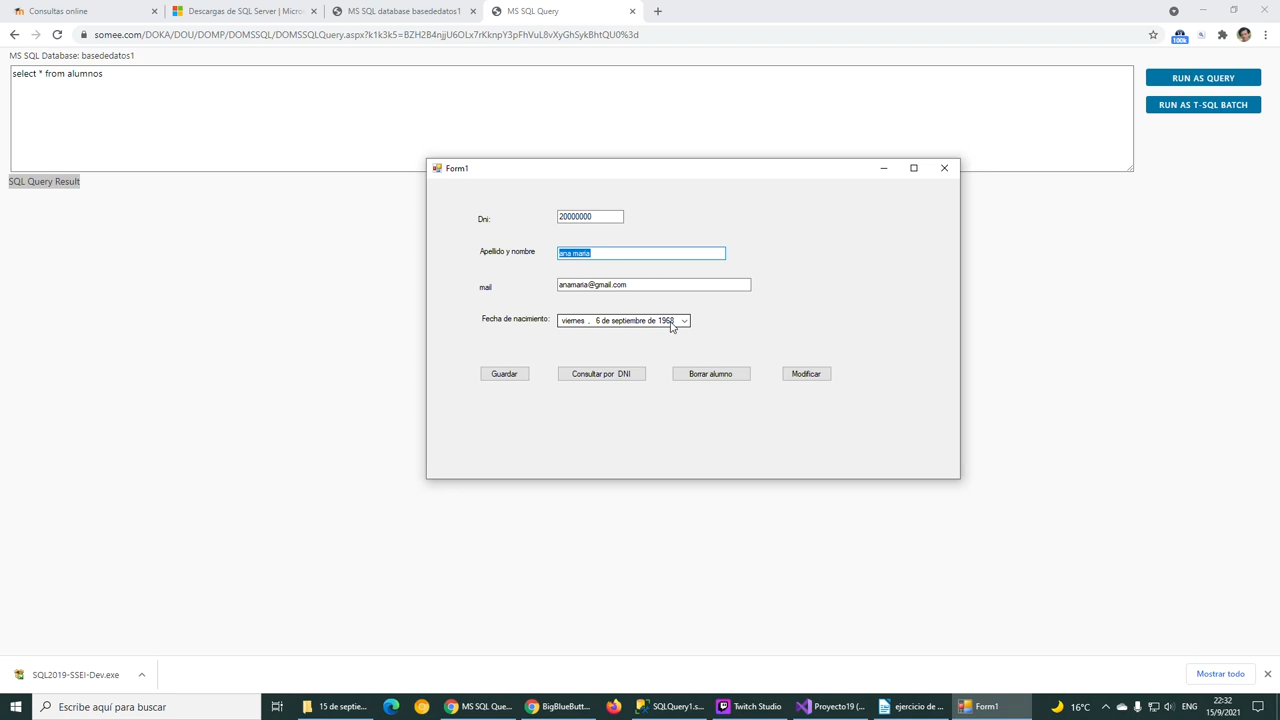 Consultas online
Descargas de SQL Server | Micros
MS SQL database basededatos1
MS SQL Query
somee.com/DOKA/DOU/DOMP/DOMSSQL/DOMSSQLQuery.aspx?k1k3k5=BZH2B4njjU6OLx7rKknpY3pFhVuL8vXyGhSykBhtQU0%3d
100k
MS SQL Database: basededatos1
select * from alumnos
RUN AS QUERY
RUN AS T-SQL BATCH
SQL Query Result
Form1
Dni:
20000000
Apellido y nombre
ana maria
mail
anamaria@gmail.com
Fecha de nacimiento:
viernes , 6 de septiembre de 1968
Guardar
Consultar por DNI
Borrar alumno
Modificar
SQL2019-SSEI-Dev.exe
Mostrar todo
Escribe aquí para buscar
15 de septie...
MS SQL Que...
BigBlueButt...
SQLQuery1.s...
Twitch Studio
Proyecto19 (...
ejercicio de ...
Form1
16°C
ENG
22:32
15/9/2021